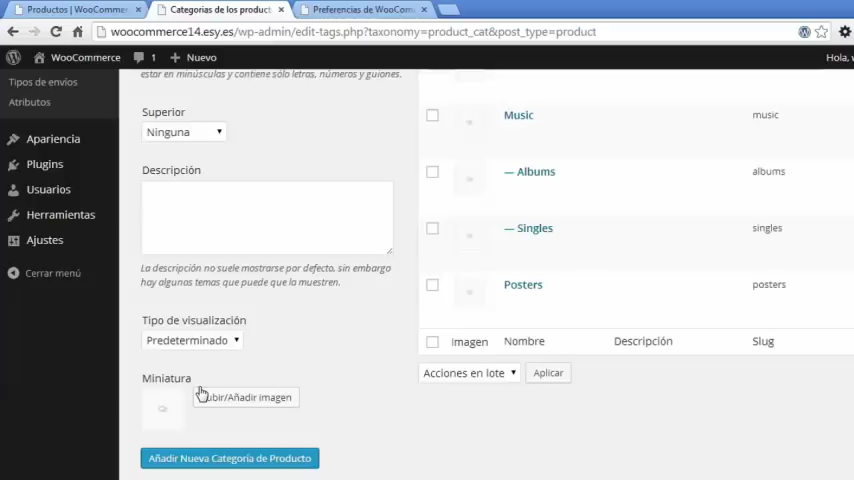 Productos | WooCommer
Categorias de los product
Preferencias de WooCom
woocommerce14.esy.es/wp-admin/edit-tags.php?taxonomy=product_cat&post_type=product
WooCommerce
1
Nuevo
Hola,
estar en minúsculas y contiene sólo letras, números y guiones.
Tipos de envíos
Atributos
Apariencia
Plugins
Usuarios
Herramientas
Ajustes
Cerrar menú
Superior
Ninguna
Descripción
La descripción no suele mostrarse por defecto, sin embargo
hay algunos temas que puede que la muestren.
Tipo de visualización
Predeterminado
Miniatura
ubir/Añadir imagen
Añadir Nueva Categoría de Producto
Music music
— Albums albums
— Singles singles
Posters posters
Imagen Nombre Descripción Slug
Acciones en lote Aplicar